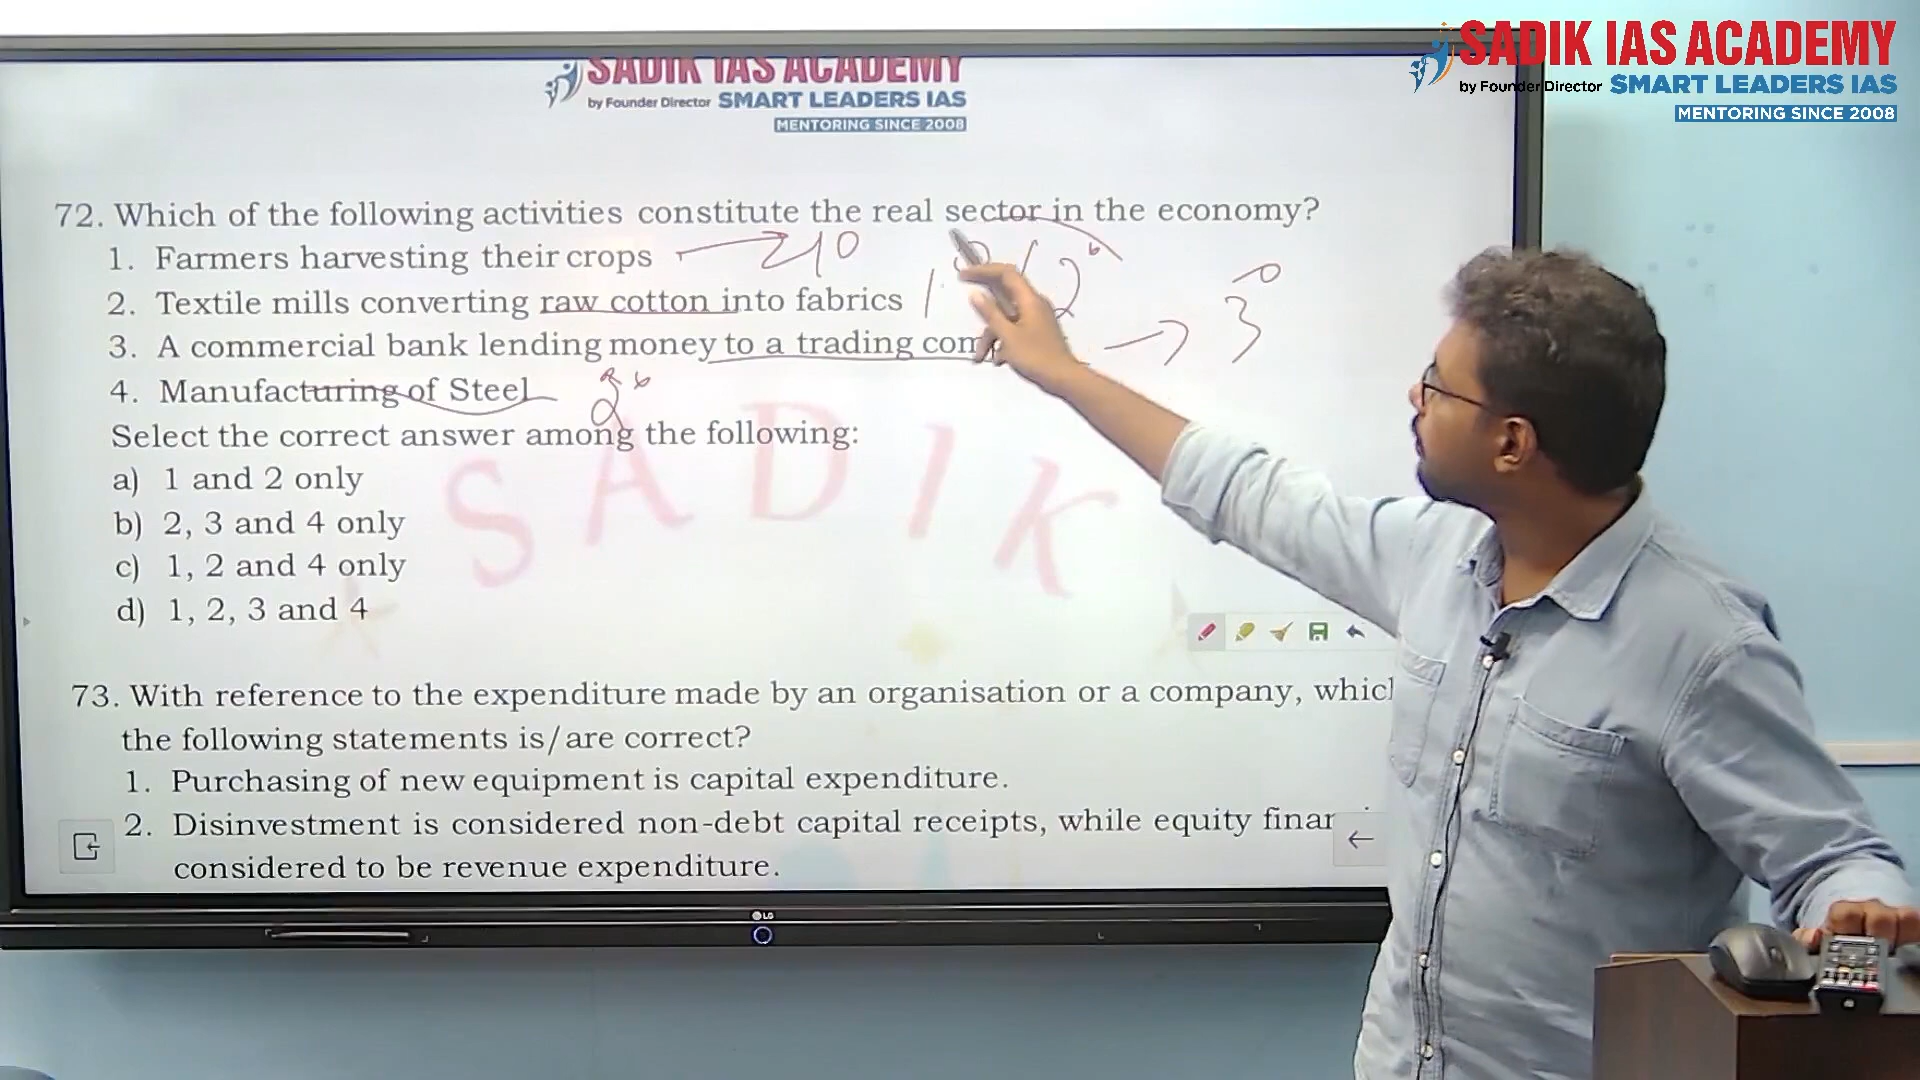 SADIK IAS ACADEMY
by Founder Director SMART LEADERS IAS
MENTORING SINCE 2008
SADIK IAS ACADEMY
by Founder Director SMART LEADERS IAS
MENTORING SINCE 2008
72. Which of the following activities constitute the real sector in the economy?
1. Farmers harvesting their crops
1°
2. Textile mills converting raw cotton into fabrics
1 2°
3°
3. A commercial bank lending money to a trading
4. Manufacturing of Steel
2°
Select the correct answer among the following:
a) 1 and 2 only
b) 2, 3 and 4 only
c) 1, 2 and 4 only
d) 1, 2, 3 and 4
SADIK
73. With reference to the expenditure made by an organisation or a company,
the following statements is/are correct?
1. Purchasing of new equipment is capital expenditure.
2. Disinvestment is considered non-debt capital receipts, while equity
considered to be revenue expenditure.
LG